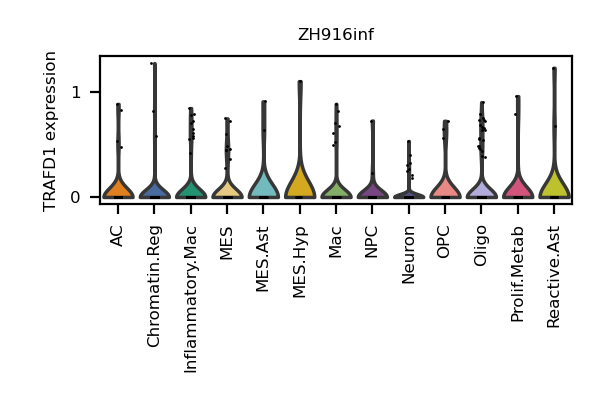 ZH916inf
TRAFD1 expression
1
0
AC
Chromatin.Reg
Inflammatory.Mac
MES
MES.Ast
MES.Hyp
Mac
NPC
Neuron
OPC
Oligo
Prolif.Metab
Reactive.Ast